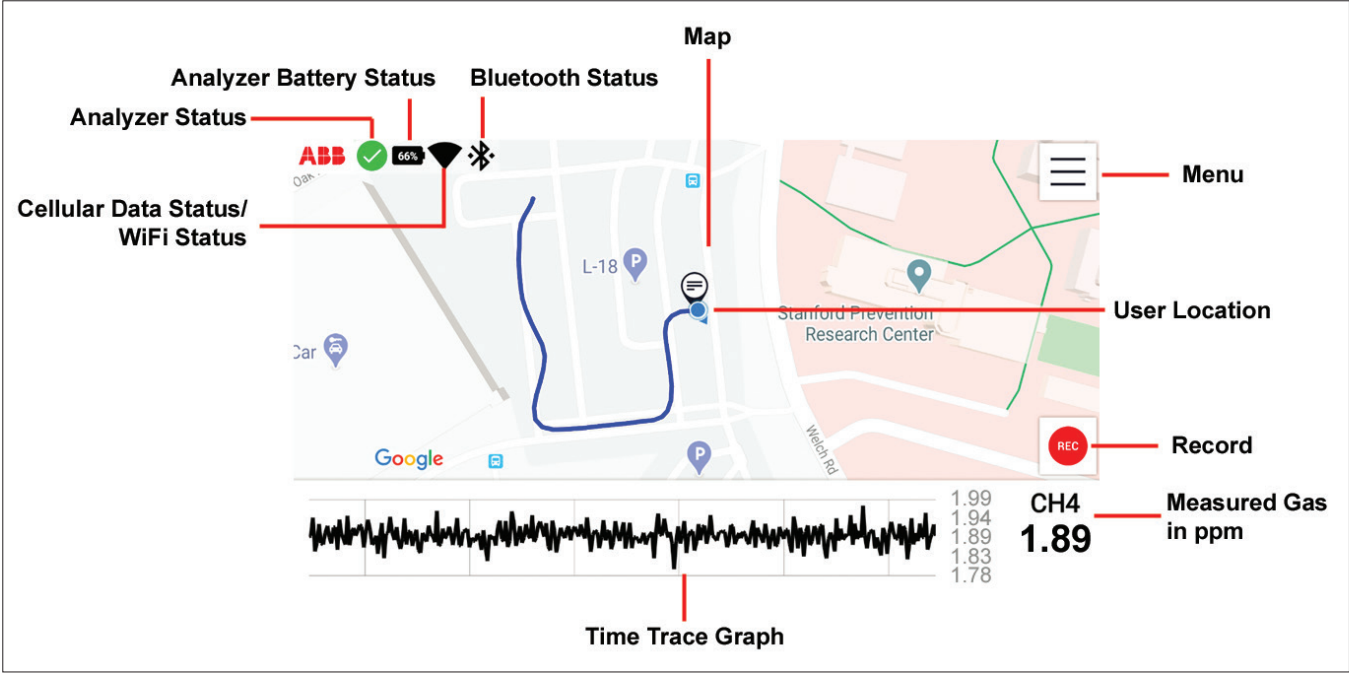 Map
Analyzer Battery Status
Bluetooth Status
Analyzer Status
ABB
66%
Menu
Cellular Data Status/
WiFi Status
L-18
P
User Location
Stanford Prevention
Research Center
Car
REC
Record
Welch Rd
Google
P
1.99
1.94
1.89
1.83
1.78
CH4
1.89
Measured Gas
in ppm
Time Trace Graph